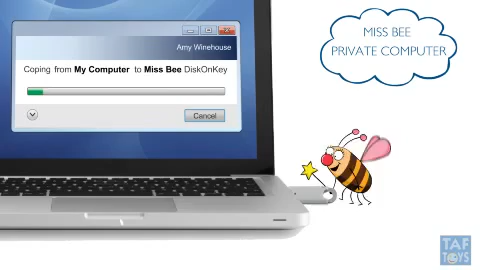 Amy Winehouse
Coping from My Computer to Miss Bee DiskOnKey
Cancel
MISS BEE
PRIVATE COMPUTER
TAF
TOYS